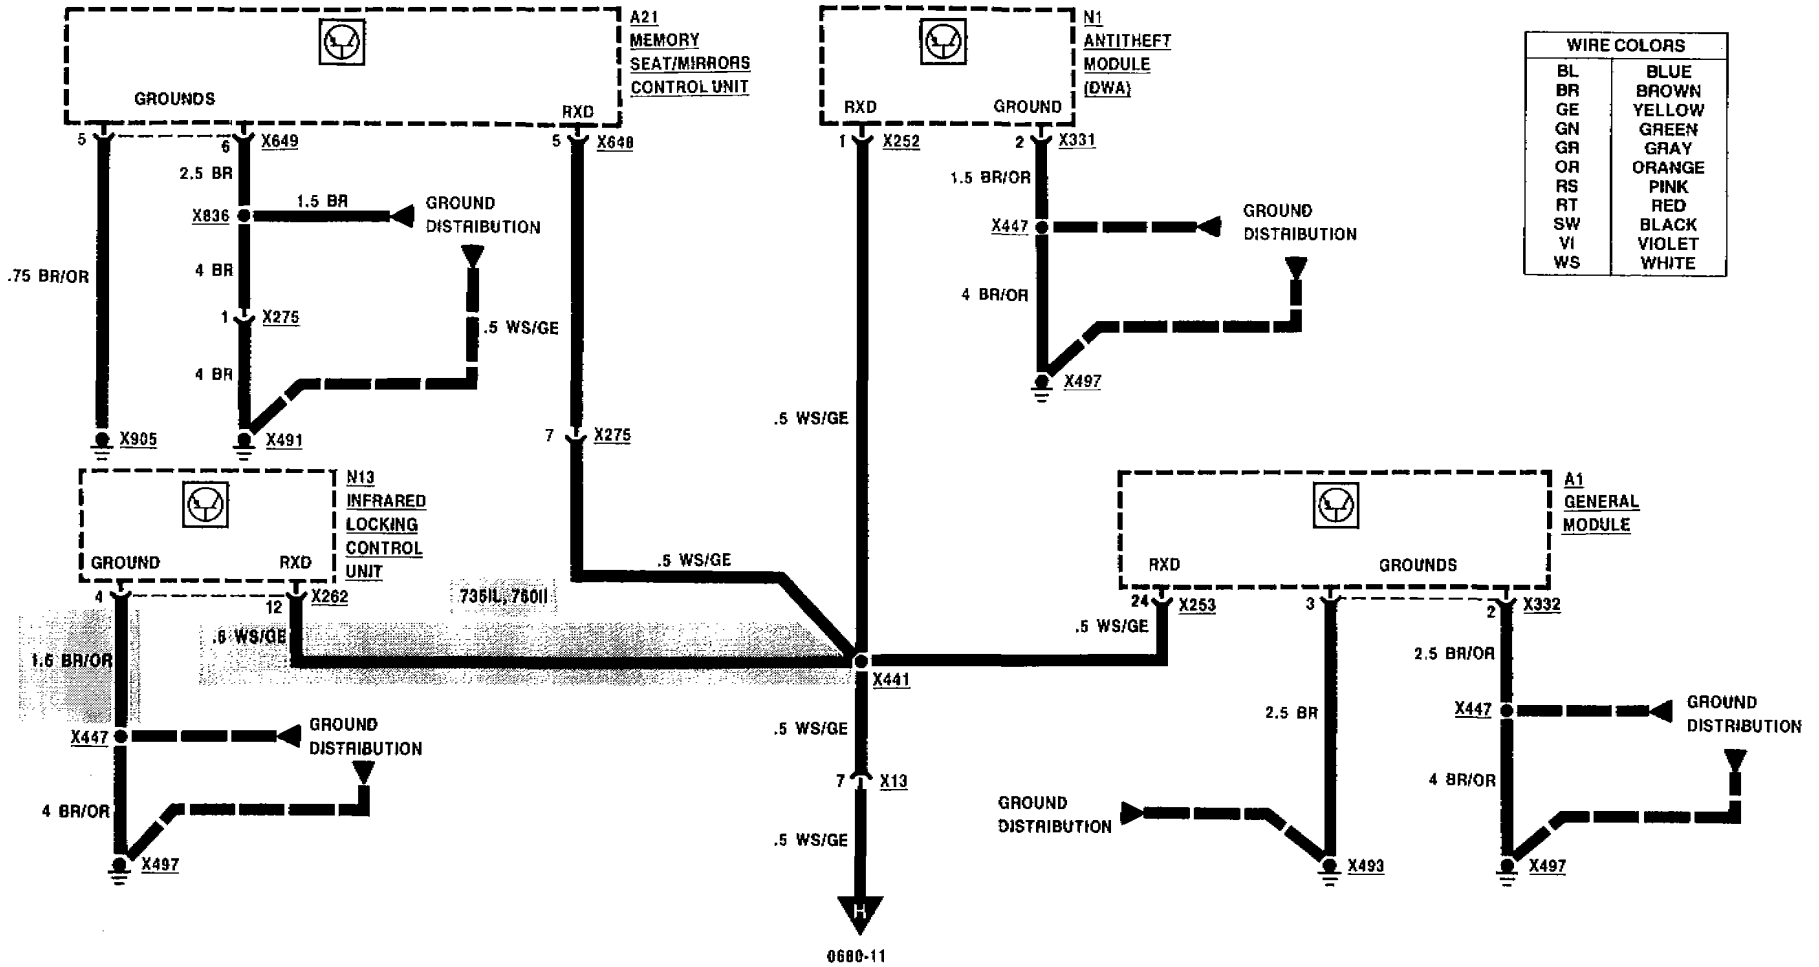 A21
MEMORY
SEAT/MIRRORS
CONTROL UNIT
GROUNDS
RXD
5
6
X649
5
X648
2.5 BR
X836
1.5 BR
GROUND
DISTRIBUTION
.75 BR/OR
4 BR
1
X275
.5 WS/GE
4 BR
X905
X491
7
X275
N1
ANTITHEFT
MODULE
(DWA)
RXD
GROUND
1
X252
2
X331
1.5 BR/OR
X447
GROUND
DISTRIBUTION
4 BR/OR
X497
.5 WS/GE
WIRE COLORS
BL BLUE
BR BROWN
GE YELLOW
GN GREEN
GR GRAY
OR ORANGE
RS PINK
RT RED
SW BLACK
VI VIOLET
WS WHITE
N13
INFRARED
LOCKING
CONTROL
UNIT
GROUND
RXD
4
12
X262
.5 WS/GE
735IL, 750IL
1.5 BR/OR
X447
GROUND
DISTRIBUTION
4 BR/OR
X497
.5 WS/GE
X441
.5 WS/GE
7
X13
.5 WS/GE
H
0680-11
A1
GENERAL
MODULE
RXD
GROUNDS
24
X253
3
2
X332
.5 WS/GE
2.5 BR/OR
2.5 BR
X447
GROUND
DISTRIBUTION
4 BR/OR
GROUND
DISTRIBUTION
X493
X497